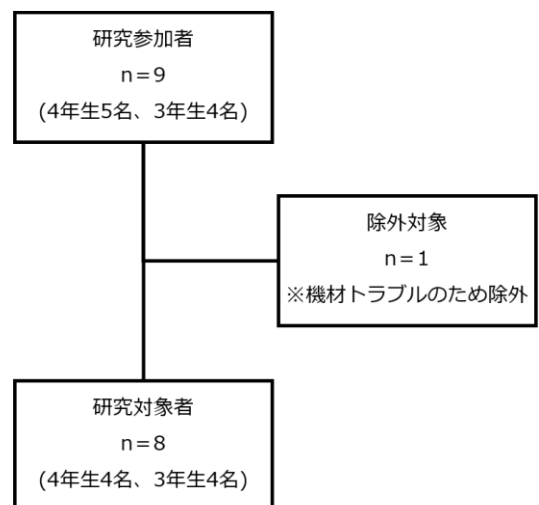 研究参加者
n＝9
(4年生5名、3年生4名)
除外対象
n＝1
※機材トラブルのため除外
研究対象者
n＝8
(4年生4名、3年生4名)